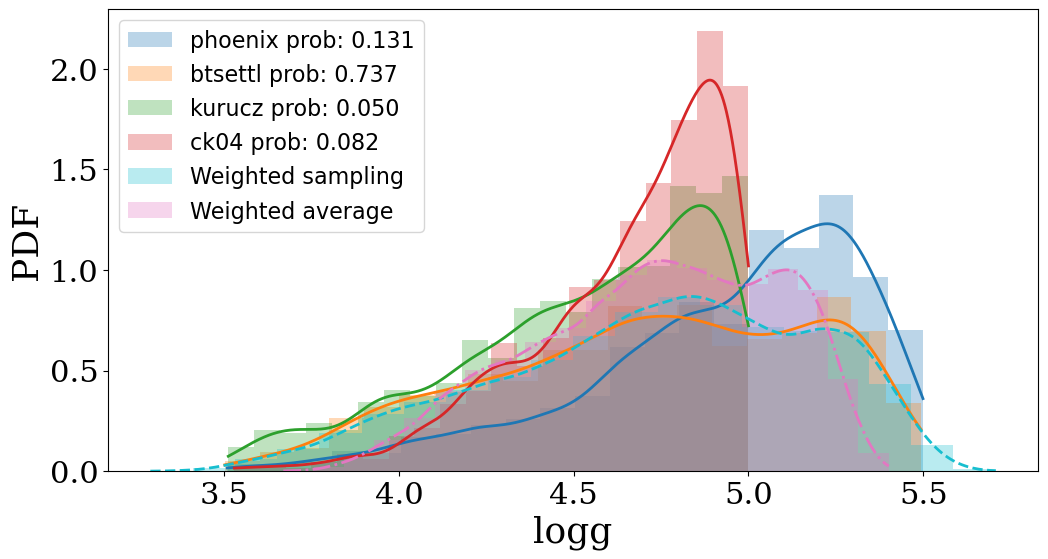 phoenix prob: 0.131
btsettl prob: 0.737
kurucz prob: 0.050
ck04 prob: 0.082
Weighted sampling
Weighted average
PDF
2.0
1.5
1.0
0.5
0.0
3.5 4.0 4.5 5.0 5.5
logg